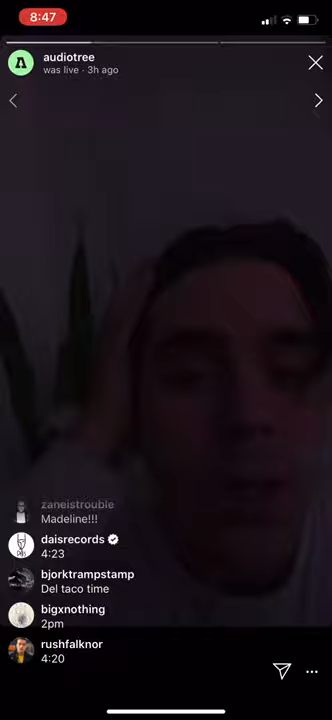 8:47
audiotree
was live · 3h ago
zaneistrouble
Madeline!!!
daisrecords
4:23
bjorktrampstamp
Del taco time
bigxnothing
2pm
rushfalknor
4:20